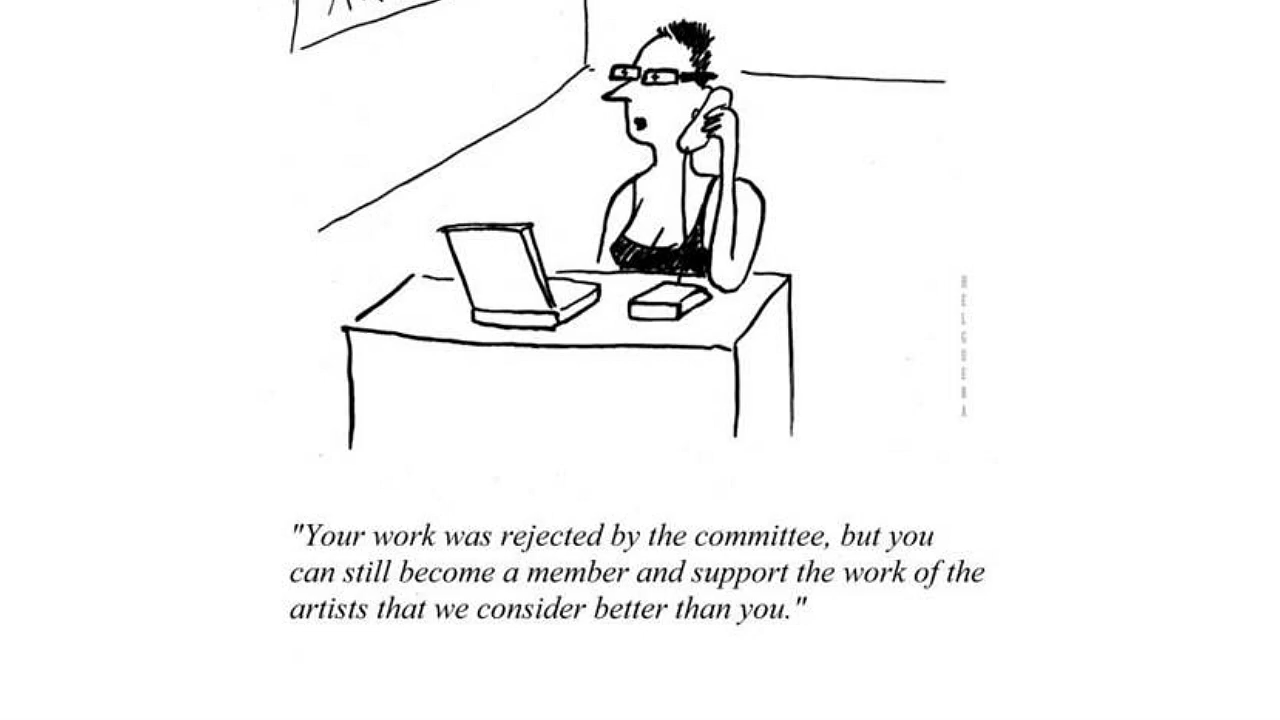 HELGUERA
"Your work was rejected by the committee, but you
can still become a member and support the work of the
artists that we consider better than you."